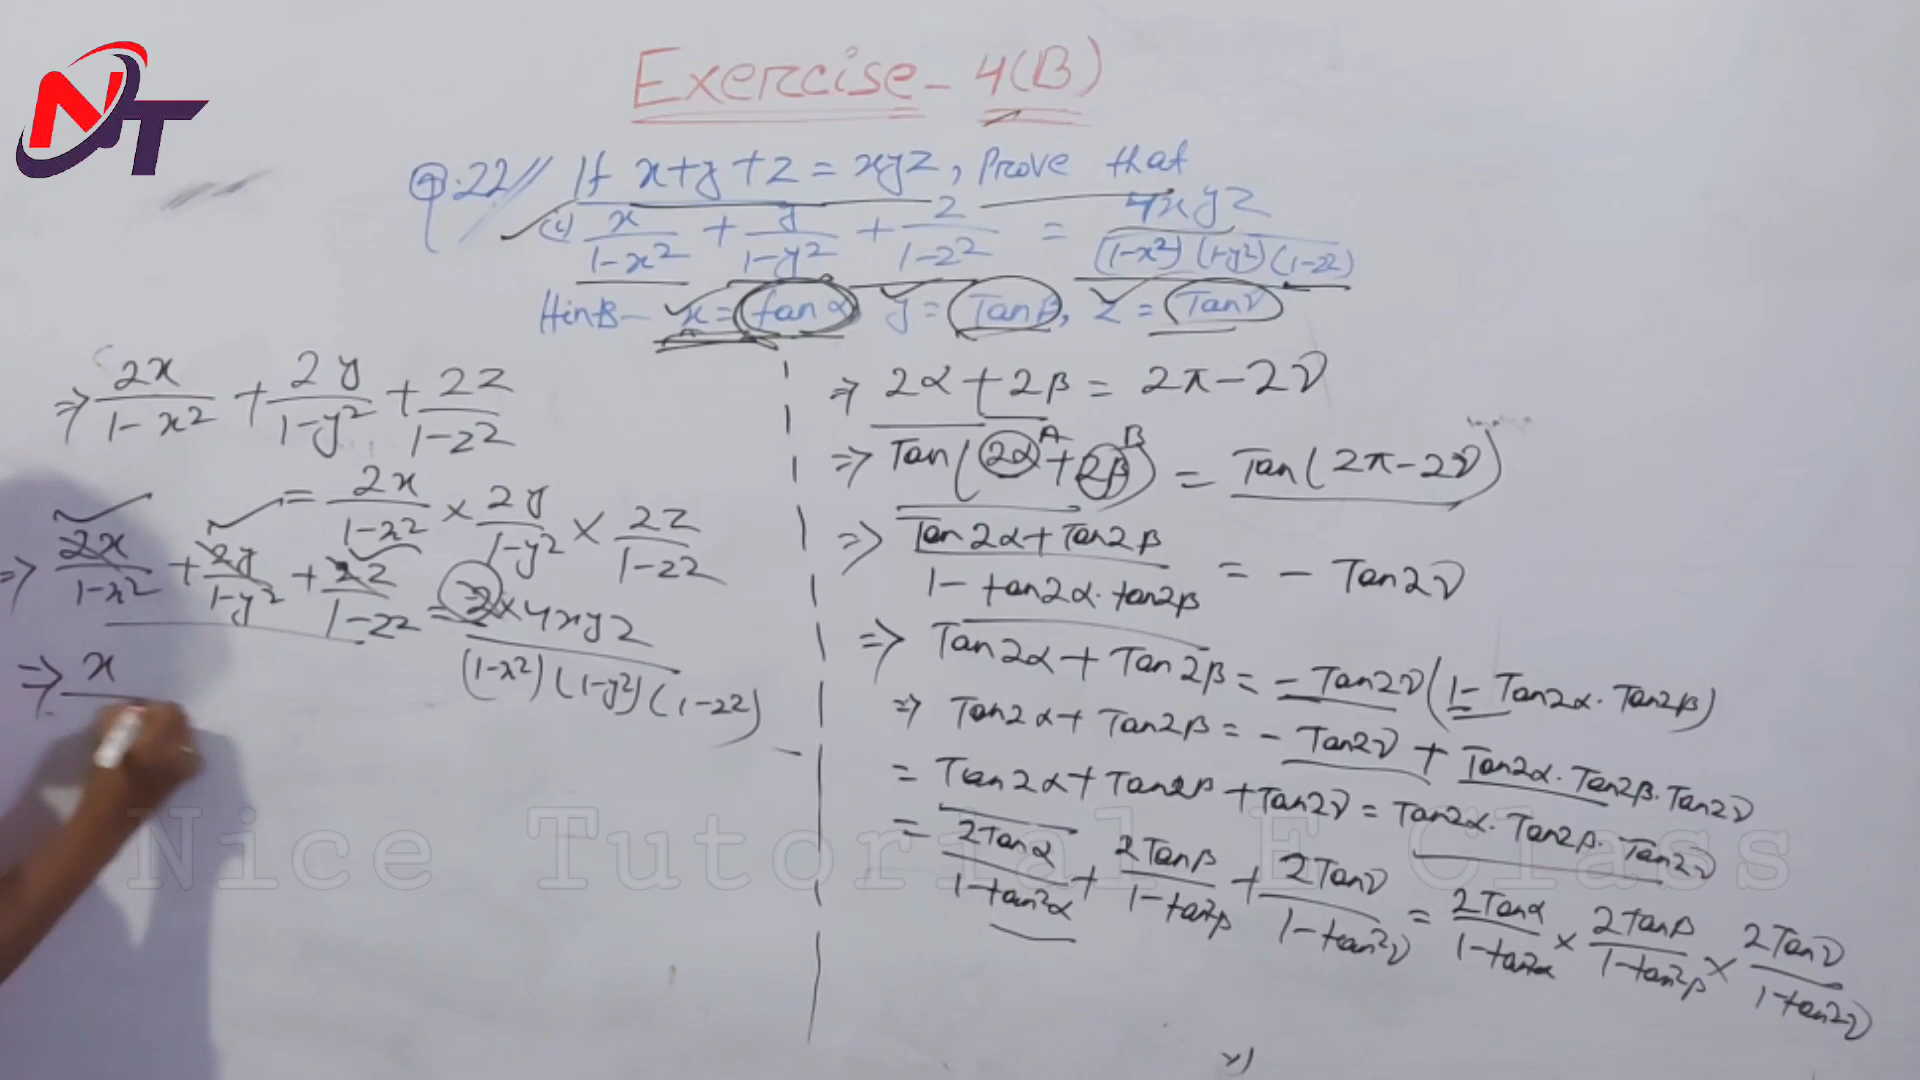 NT
Exercise - 4(B)
Q.22// If x+y+z = xyz, Prove that
(i) x/1-x² + y/1-y² + z/1-z² = 4xyz/(1-x²)(1-y²)(1-z²)
Hint:- x = tanα y = Tanβ, z = Tanγ
⇒ 2x/1-x² + 2y/1-y² + 2z/1-z²
= 2x/1-x² × 2y/1-y² × 2z/1-z²
⇒ 2x/1-x² + 2y/1-y² + 2z/1-z² = 2×4xyz/(1-x²)(1-y²)(1-z²)
⇒ x
⇒ 2α + 2β = 2π - 2γ
A B
⇒ Tan(2α + 2β) = Tan(2π - 2γ)
⇒ Tan2α + Tan2β/1 - tan2α. tan2β = - Tan2γ
⇒ Tan2α + Tan2β = - Tan2γ (1 - Tan2α. Tan2β)
⇒ Tan2α + Tan2β = - Tan2γ + Tan2α. Tan2β. Tan2γ
= Tan2α + Tan2β + Tan2γ = Tan2α. Tan2β. Tan2γ
= 2Tanα/1-tan²α + 2Tanβ/1-tan²β + 2Tanγ/1-tan²γ = 2Tanα/1-tan²α × 2tanβ/1-tan²β × 2Tanγ/1-tan²γ
Nice Tutorial E Class